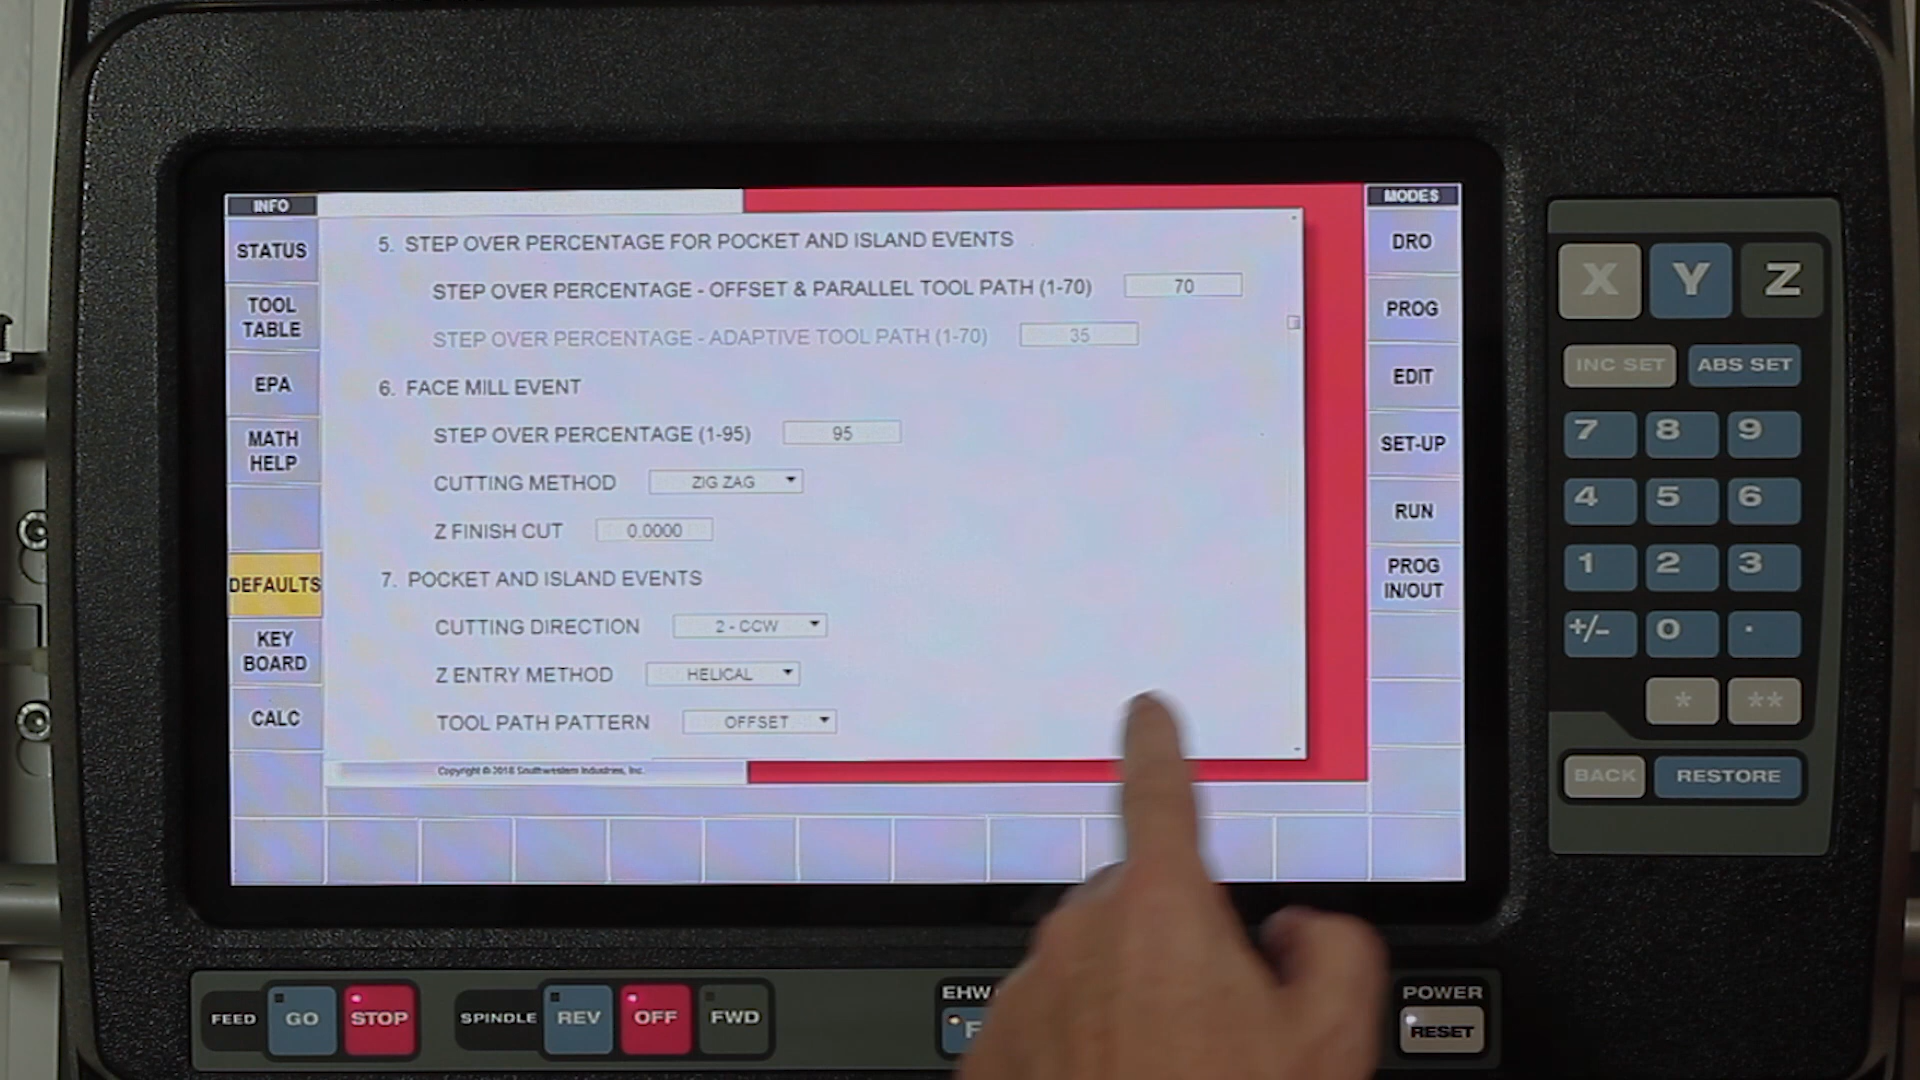 INFO
STATUS
TOOL
TABLE
EPA
MATH
HELP
DEFAULTS
KEY
BOARD
CALC
5. STEP OVER PERCENTAGE FOR POCKET AND ISLAND EVENTS
STEP OVER PERCENTAGE - OFFSET & PARALLEL TOOL PATH (1-70) 70
STEP OVER PERCENTAGE - ADAPTIVE TOOL PATH (1-70) 35
6. FACE MILL EVENT
STEP OVER PERCENTAGE (1-95) 95
CUTTING METHOD ZIG ZAG
Z FINISH CUT 0.0000
7. POCKET AND ISLAND EVENTS
CUTTING DIRECTION 2 - CCW
Z ENTRY METHOD HELICAL
TOOL PATH PATTERN OFFSET
Copyright © 2018 Southwestern Industries, Inc.
MODES
DRO
PROG
EDIT
SET-UP
RUN
PROG
IN/OUT
X Y Z
INC SET ABS SET
7 8 9
4 5 6
1 2 3
+/- 0 .
* **
BACK RESTORE
FEED GO STOP
SPINDLE REV OFF FWD
EHW
F
POWER
RESET